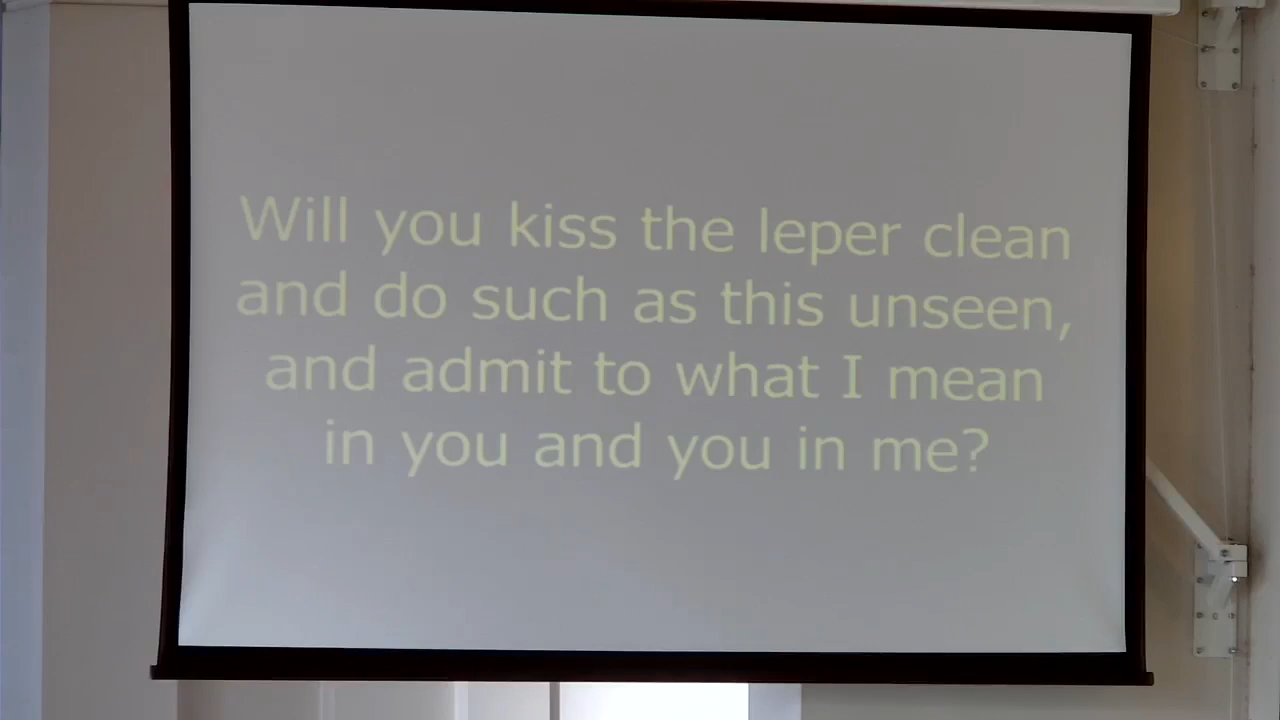 Will you kiss the leper clean
and do such as this unseen,
and admit to what I mean
in you and you in me?